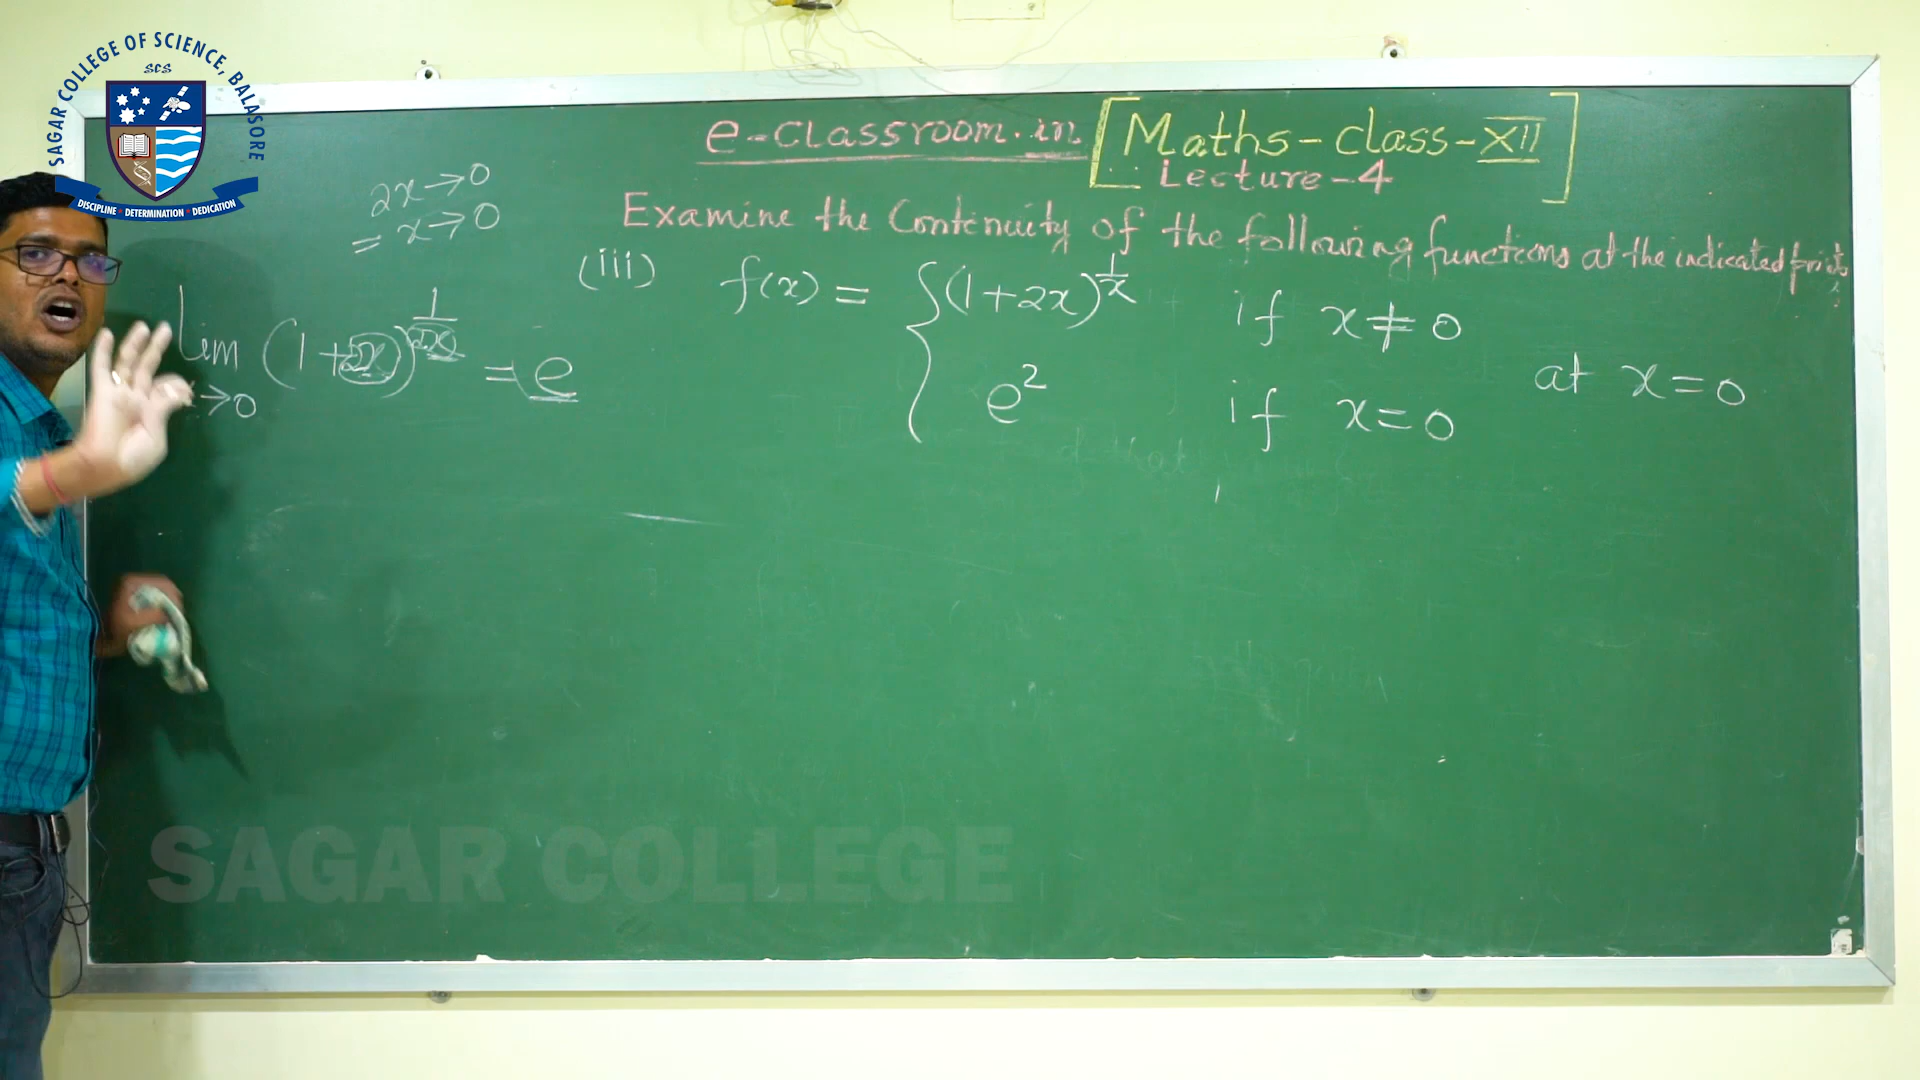 SAGAR COLLEGE OF SCIENCE, BALASORE
SCS
DISCIPLINE • DETERMINATION • DEDICATION
e-classroom.in [Maths-class-XII]
Lecture-4
Examine the Continuity of the following functions at the indicated points
2x→0
= x→0
(iii) f(x) = { (1+2x)^{1/x} if x≠0
e^2 if x=0
at x=0
lim (1+2x)^{1/2x} = e
→0
SAGAR COLLEGE